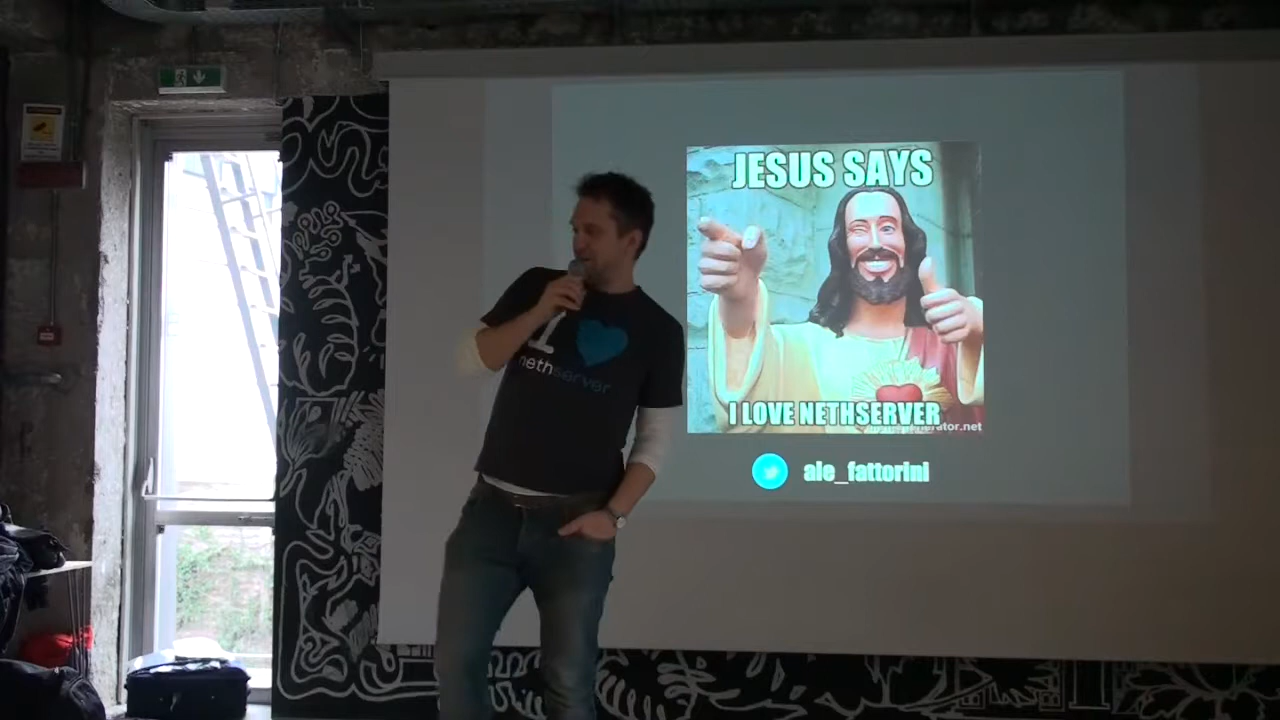 JESUS SAYS
I LOVE NETHSERVER
ale_fattorini
I
nethserver